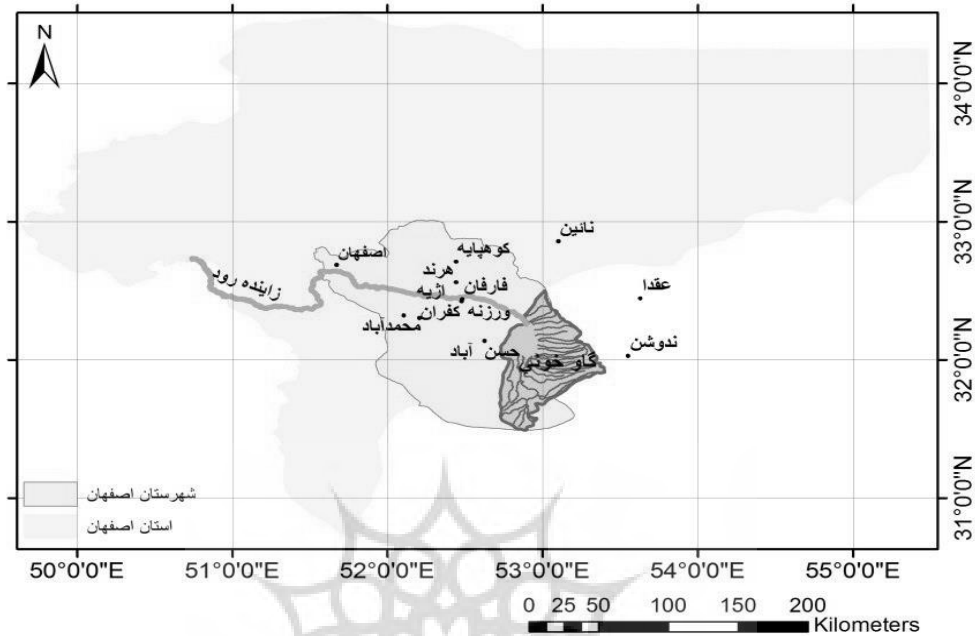 N
34°0'0"N
33°0'0"N
32°0'0"N
31°0'0"N
نائین
کوهپایه
اصفهان
هرند
عقدا
فارفان
اژیه
زاینده رود
ورزنه
کفران
محمدآباد
حسن آباد
ندوشن
گاو خونی
شهرستان اصفهان
استان اصفهان
50°0'0"E 51°0'0"E 52°0'0"E 53°0'0"E 54°0'0"E 55°0'0"E
0 25 50 100 150 200
Kilometers